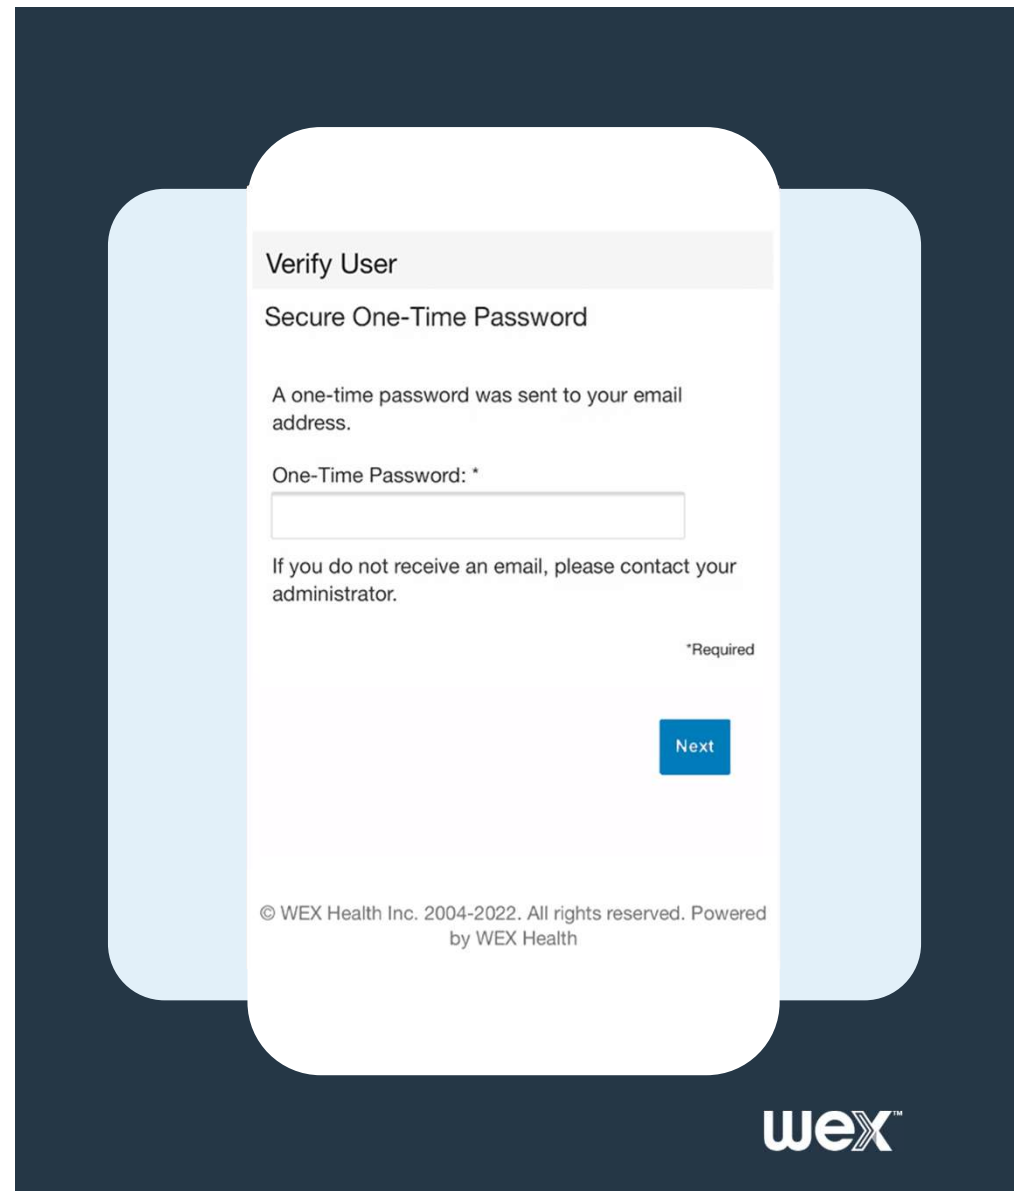 Verify User
Secure One-Time Password
A one-time password was sent to your email
address.
One-Time Password: *
If you do not receive an email, please contact your
administrator.
*Required
Next
© WEX Health Inc. 2004-2022. All rights reserved. Powered
by WEX Health
wex™